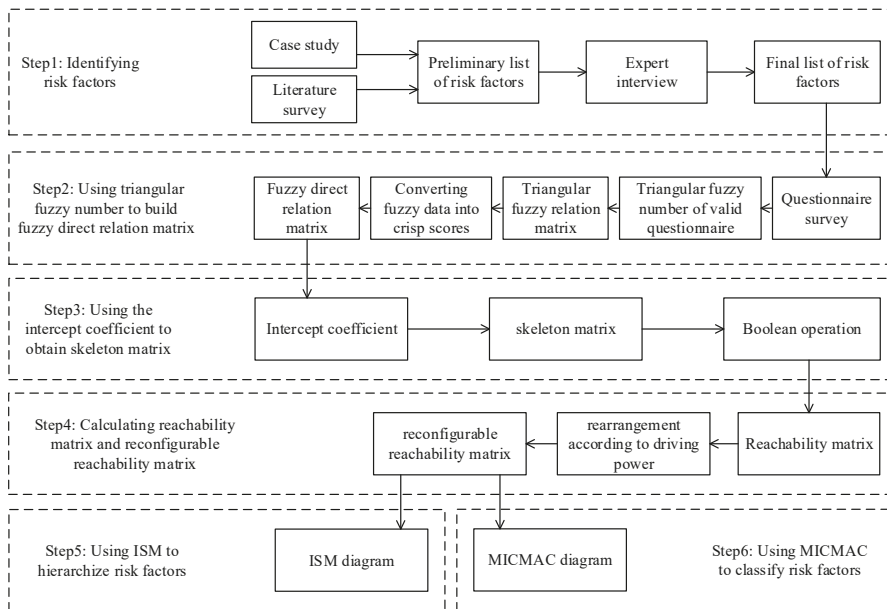 Step1: Identifying
risk factors
Case study
Literature
survey
Preliminary list
of risk factors
Expert
interview
Final list of risk
factors
Step2: Using triangular
fuzzy number to build
fuzzy direct relation matrix
Fuzzy direct
relation
matrix
Converting
fuzzy data into
crisp scores
Triangular
fuzzy relation
matrix
Triangular fuzzy
number of valid
questionnaire
Questionnaire
survey
Step3: Using the
intercept coefficient to
obtain skeleton matrix
Intercept coefficient
skeleton matrix
Boolean operation
Step4: Calculating reachability
matrix and reconfigurable
reachability matrix
reconfigurable
reachability matrix
rearrangement
according to driving
power
Reachability matrix
Step5: Using ISM to
hierarchize risk factors
ISM diagram
MICMAC diagram
Step6: Using MICMAC
to classify risk factors